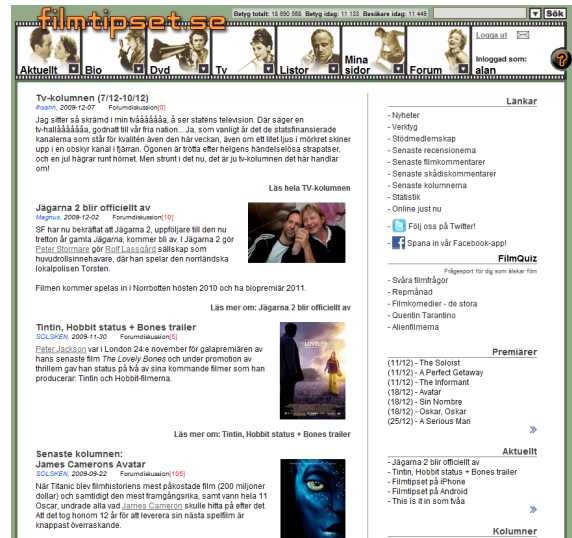 filmtipset.se
Betyg totalt: 18 990 568 Betyg idag: 11 133 Besökare idag: 11 449
Sök
Logga ut
Inloggad som:
alan
Aktuellt
Bio
Dvd
Tv
Listor
Mina
sidor
Forum
?
Tv-kolumnen (7/12-10/12)
Ihsahn, 2009-12-07 Forumdiskussion[0]
Jag sitter så skrämd i min tvåååååååa, å ser statens television. Där säger en
tv-hallåååååååa, godnatt till vår fria nation... Ja, som vanligt är det de statsfinansierade
kanalerna som står för kvalitén även den här veckan, även om ett litet ljus i mörkret skiner
upp i en obskyr kanal i fjärran. Ögonen är trötta efter helgens händelselösa strapatser,
och en jul hägrar runt hörnet. Men strunt i det nu, det är ju tv-kolumnen det här handlar
om!
Läs hela TV-kolumnen
Jägarna 2 blir officiellt av
Magnus, 2009-12-02 Forumdiskussion[10]
SF har nu bekräftat att Jägarna 2, uppföljare till den nu
tretton år gamla Jägarna, kommer bli av. I Jägarna 2 gör
Peter Stormare gör Rolf Lassgård sällskap som
huvudrollsinnehavare, där han spelar den norrländska
lokalpolisen Torsten.
Filmen kommer spelas in i Norrbotten hösten 2010 och ha biopremiär 2011.
Läs mer om: Jägarna 2 blir officiellt av
Tintin, Hobbit status + Bones trailer
SOLSKEN, 2009-11-30 Forumdiskussion[5]
Peter Jackson var i London 24:e november för galapremiären av
hans senaste film The Lovely Bones och under promotion av
thrillern gav han status på två av sina kommande filmer som han
producerar: Tintin och Hobbit-filmerna.
LOVELY BONES
Läs mer om: Tintin, Hobbit status + Bones trailer
Senaste kolumnen:
James Camerons Avatar
SOLSKEN, 2009-09-22 Forumdiskussion[105]
När Titanic blev filmhistoriens mest påkostade film (200 miljoner
dollar) och samtidigt den mest framgångsrika, samt vann hela 11
Oscar, undrade alla vad James Cameron skulle hitta på efter det.
Att det tog honom 12 år för att leverera sin nästa spelfilm är
knappast överraskande.
Länkar
- Nyheter
- Verktyg
- Stödmedlemskap
- Senaste recensionerna
- Senaste filmkommentarer
- Senaste skådiskommentarer
- Senaste kolumnerna
- Statistik
- Online just nu
- Följ oss på Twitter!
- Spana in vår Facebook-app!
FilmQuiz
Frågesport för dig som älskar film
- Svåra filmfrågor
- Repmånad
- Filmkomedier - de stora
- Quentin Tarantino
- Alienfilmerna
Premiärer
(11/12) - The Soloist
(11/12) - A Perfect Getaway
(11/12) - The Informant
(18/12) - Avatar
(18/12) - Sin Nombre
(18/12) - Oskar, Oskar
(25/12) - A Serious Man
Aktuellt
- Jägarna 2 blir officiellt av
- Tintin, Hobbit status + Bones trailer
- Filmtipset på iPhone
- Filmtipset på Android
- This is it in som tvåa
Kolumner